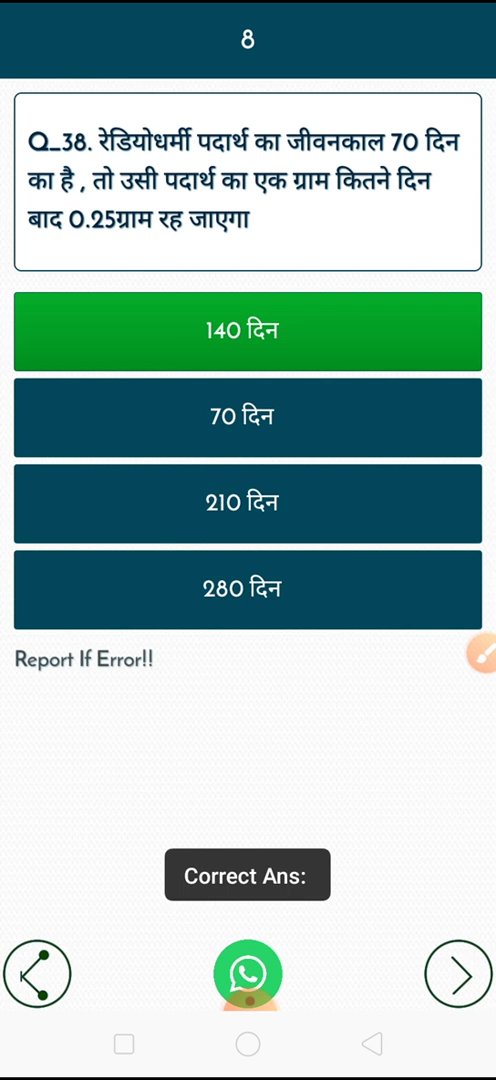 8
Q_38. रेडियोधर्मी पदार्थ का जीवनकाल 70 दिन
का है , तो उसी पदार्थ का एक ग्राम कितने दिन
बाद 0.25ग्राम रह जाएगा
140 दिन
70 दिन
210 दिन
280 दिन
Report If Error!!
Correct Ans: